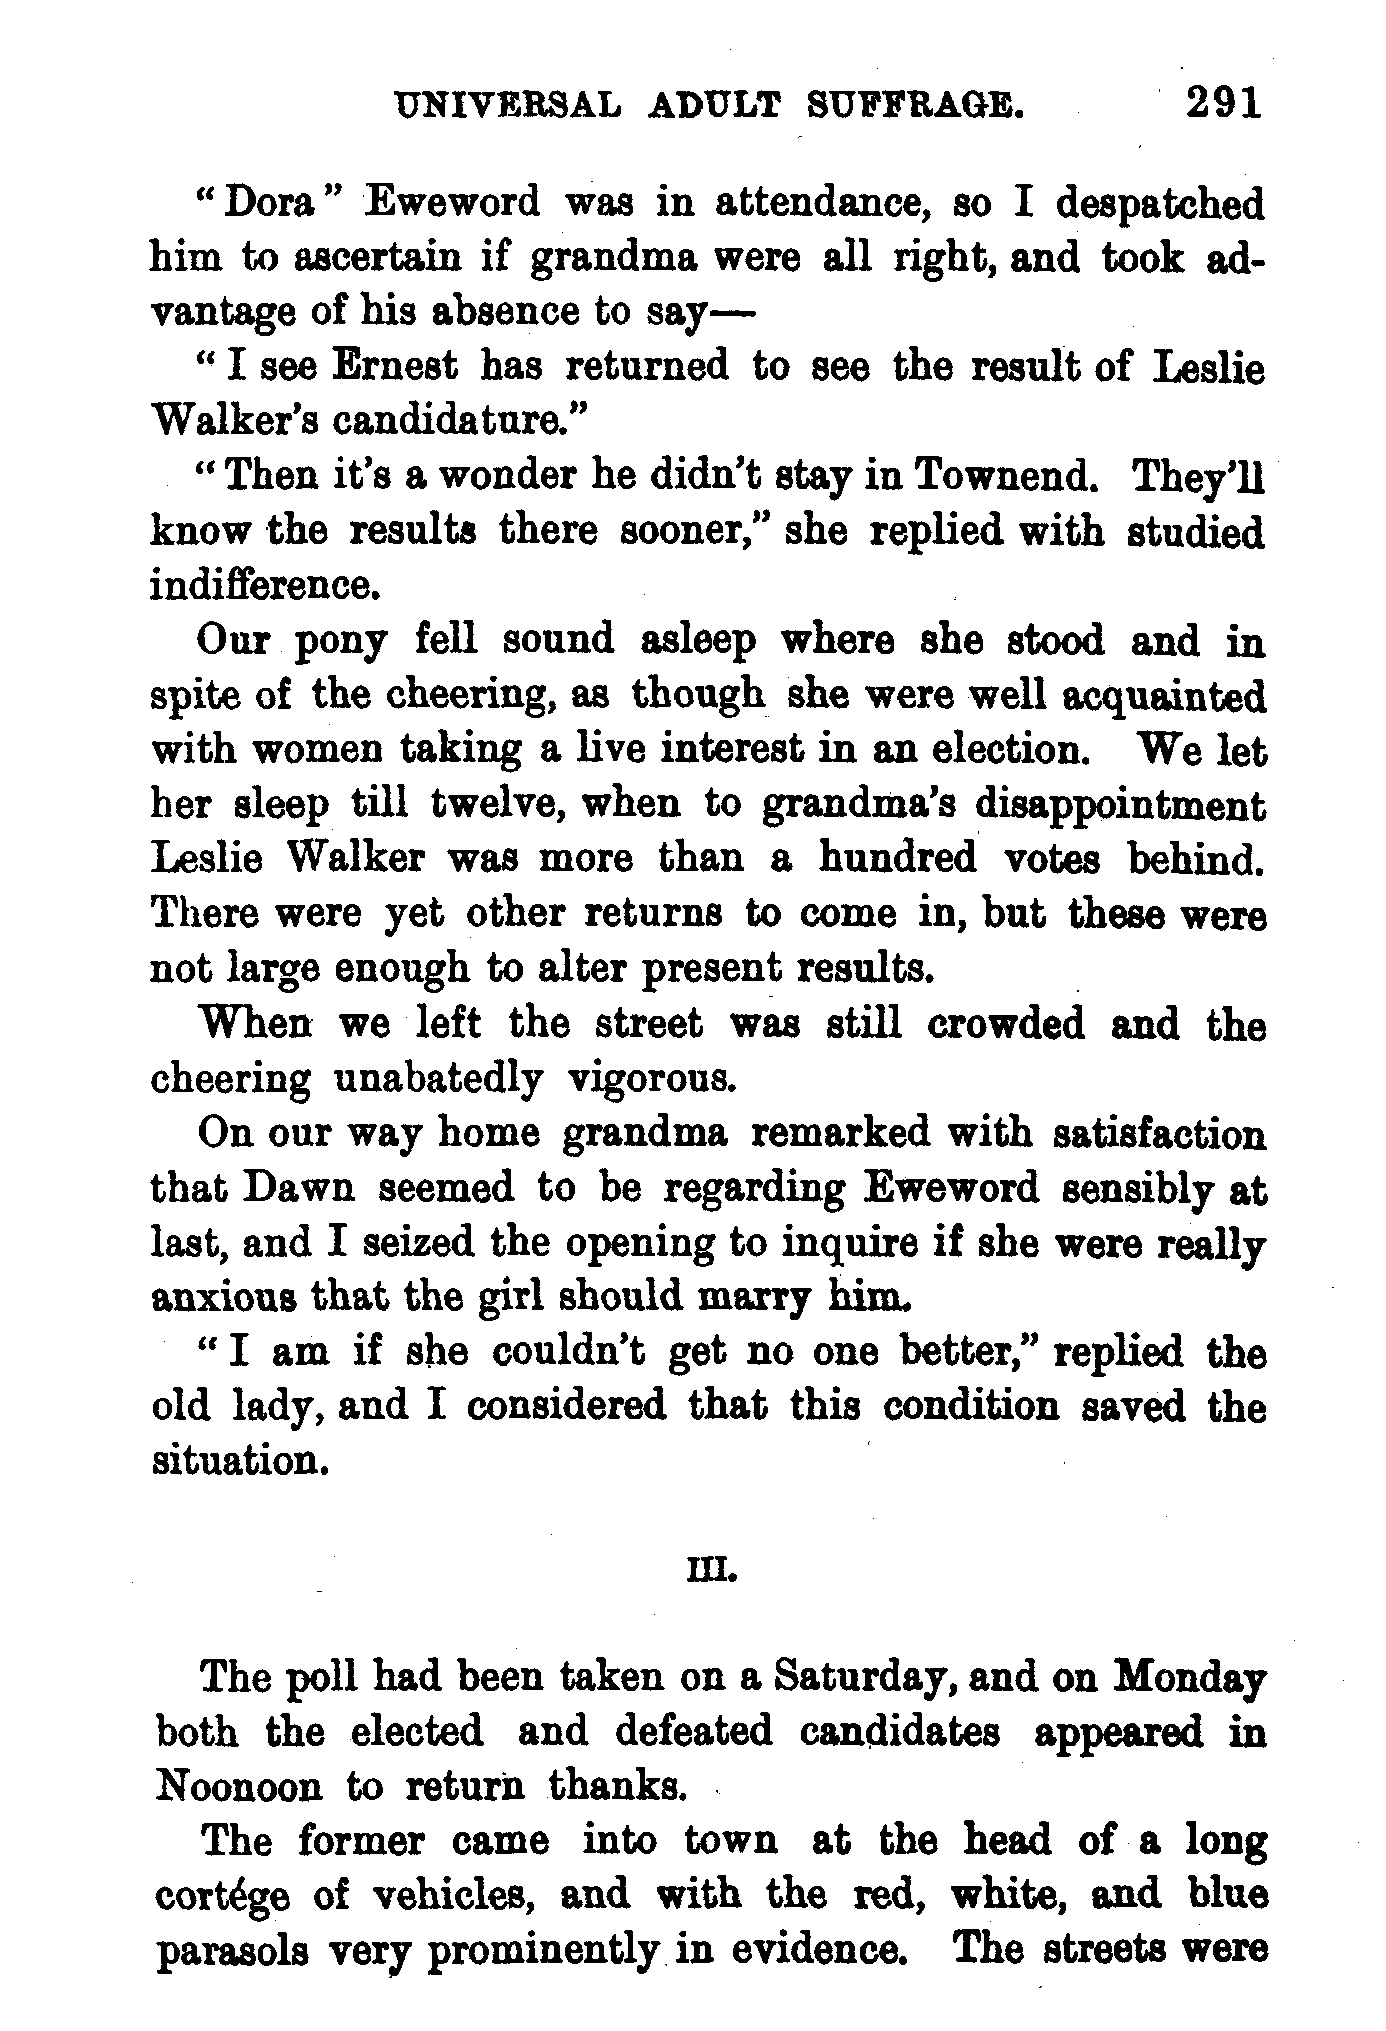 UNIVERSAL ADULT SUFFRAGE. 291
“Dora” Eweword was in attendance, so I despatched
him to ascertain if grandma were all right, and took ad-
vantage of his absence to say—
“I see Ernest has returned to see the result of Leslie
Walker’s candidature.”
“Then it’s a wonder he didn’t stay in Townend. They’ll
know the results there sooner,” she replied with studied
indifference.
Our pony fell sound asleep where she stood and in
spite of the cheering, as though she were well acquainted
with women taking a live interest in an election. We let
her sleep till twelve, when to grandma’s disappointment
Leslie Walker was more than a hundred votes behind.
There were yet other returns to come in, but these were
not large enough to alter present results.
When we left the street was still crowded and the
cheering unabatedly vigorous.
On our way home grandma remarked with satisfaction
that Dawn seemed to be regarding Eweword sensibly at
last, and I seized the opening to inquire if she were really
anxious that the girl should marry him.
“I am if she couldn’t get no one better,” replied the
old lady, and I considered that this condition saved the
situation.
III.
The poll had been taken on a Saturday, and on Monday
both the elected and defeated candidates appeared in
Noonoon to return thanks.
The former came into town at the head of a long
cortége of vehicles, and with the red, white, and blue
parasols very prominently in evidence. The streets were